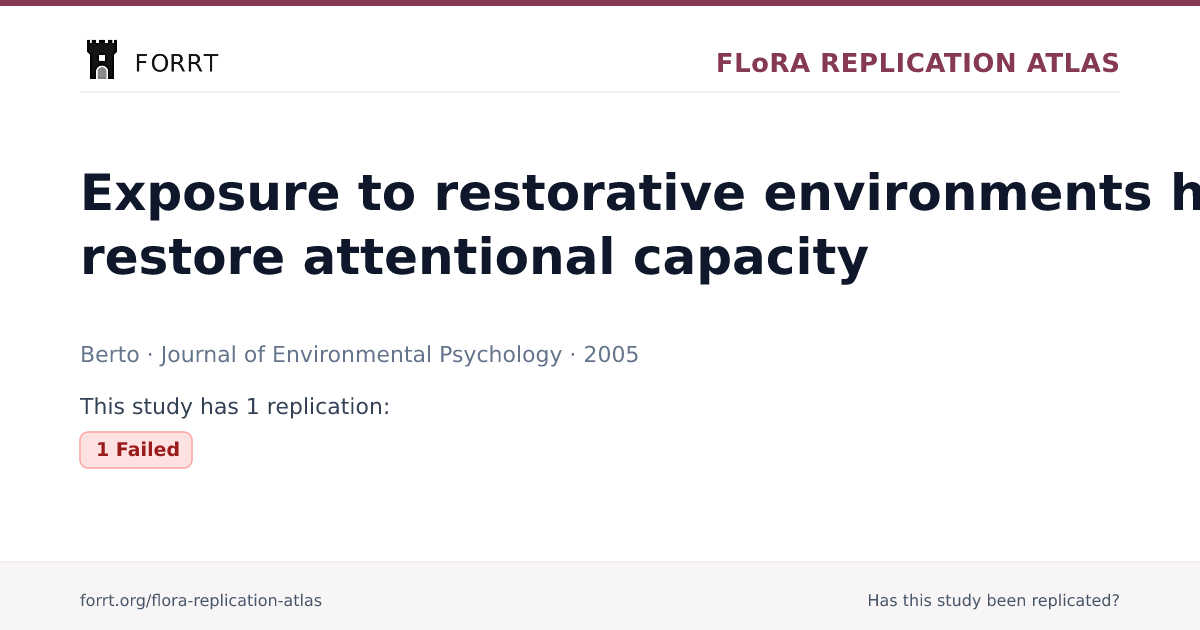 FORRT
FLoRA REPLICATION ATLAS
Exposure to restorative environments
restore attentional capacity
Berto · Journal of Environmental Psychology · 2005
This study has 1 replication:
1 Failed
forrt.org/flora-replication-atlas
Has this study been replicated?